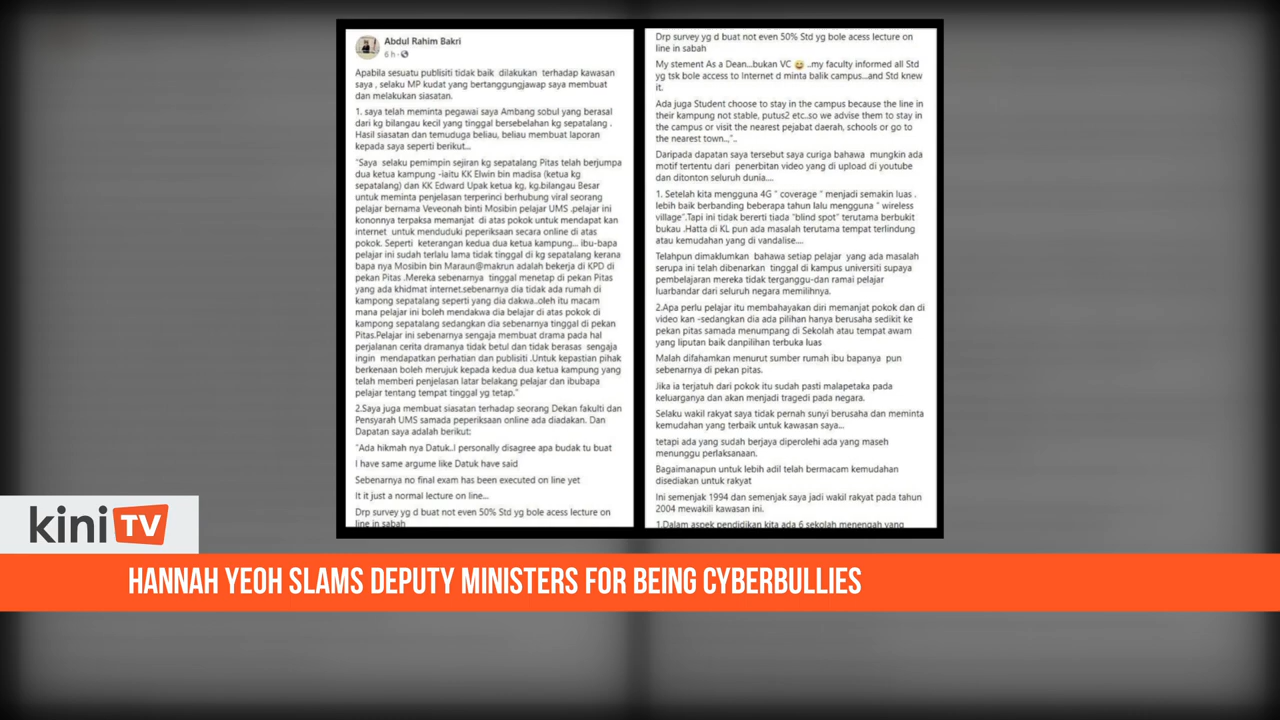 Abdul Rahim Bakri
6 h
Apabila sesuatu publisiti tidak baik dilakukan terhadap kawasan
saya , selaku MP kudat yang bertanggungjawap saya membuat
dan melakukan siasatan.
1. saya telah meminta pegawai saya Ambang sobul yang berasal
dari kg bilangau kecil yang tinggal bersebelahan kg sepatalang .
Hasil siasatan dan temuduga beliau, beliau membuat laporan
kepada saya seperti berikut...
"Saya selaku pemimpin sejiran kg sepatalang Pitas telah berjumpa
dua ketua kampung -iaitu KK Elwin bin madisa (ketua kg
sepatalang) dan KK Edward Upak ketua kg, kg.bilangau Besar
untuk meminta penjelasan terperinci berhubung viral seorang
pelajar bernama Veveonah binti Mosibin pelajar UMS .pelajar ini
kononnya terpaksa memanjat di atas pokok untuk mendapat kan
internet untuk menduduki peperiksaan secara online di atas
pokok. Seperti keterangan kedua dua ketua kampung... ibu-bapa
pelajar ini sudah terlalu lama tidak tinggal di kg sepatalang kerana
bapa nya Mosibin bin Maraun@makrun adalah bekerja di KPD di
pekan Pitas .Mereka sebenarnya tinggal menetap di pekan Pitas
yang ada khidmat internet.sebenarnya dia tidak ada rumah di
kampong sepatalang seperti yang dia dakwa..oleh itu macam
mana pelajar ini boleh mendakwa dia belajar di atas pokok di
kampong sepatalang sedangkan dia sebenarnya tinggal di pekan
Pitas.Pelajar ini sebenarnya sengaja membuat drama pada hal
perjalanan cerita dramanya tidak betul dan tidak berasas sengaja
ingin mendapatkan perhatian dan publisiti .Untuk kepastian pihak
berkenaan boleh merujuk kepada kedua dua ketua kampung yang
telah memberi penjelasan latar belakang pelajar dan ibubapa
pelajar tentang tempat tinggal yg tetap."
2.Saya juga membuat siasatan terhadap seorang Dekan fakulti dan
Pensyarah UMS samada peperiksaan online ada diadakan. Dan
Dapatan saya adalah berikut:
"Ada hikmah nya Datuk..I personally disagree apa budak tu buat
I have same argume like Datuk have said
Sebenarnya no final exam has been executed on line yet
It it just a normal lecture on line...
Drp survey yg d buat not even 50% Std yg bole acess lecture on
line in sabah
Drp survey yg d buat not even 50% Std yg bole acess lecture on
line in sabah
My stement As a Dean...bukan VC 😅 ..my faculty informed all Std
yg tsk bole access to Internet d minta balik campus...and Std knew
it.
Ada juga Student choose to stay in the campus because the line in
their kampung not stable, putus2 etc..so we advise them to stay in
the campus or visit the nearest pejabat daerah, schools or go to
the nearest town..,"..
Daripada dapatan saya tersebut saya curiga bahawa mungkin ada
motif tertentu dari penerbitan video yang di upload di youtube
dan ditonton seluruh dunia....
1. Setelah kita mengguna 4G " coverage " menjadi semakin luas .
lebih baik berbanding beberapa tahun lalu mengguna " wireless
village".Tapi ini tidak bererti tiada "blind spot" terutama berbukit
bukau .Hatta di KL pun ada masalah terutama tempat terlindung
atau kemudahan yang di vandalise....
Telahpun dimaklumkan bahawa setiap pelajar yang ada masalah
serupa ini telah dibenarkan tinggal di kampus universiti supaya
pembelajaran mereka tidak terganggu-dan ramai pelajar
luarbandar dari seluruh negara memilihnya.
2.Apa perlu pelajar itu membahayakan diri manjat pokok dan di
video kan -sedangkan dia ada pilihan hanya berusaha sedikit ke
pekan pitas samada menumpang di Sekolah atau tempat awam
yang liputan baik danpilihan terbuka luas
Malah difahamkan menurut sumber rumah ibu bapanya pun
sebenarnya di pekan pitas.
Jika ia terjatuh dari pokok itu sudah pasti malapetaka pada
keluarganya dan akan menjadi tragedi pada negara.
Selaku wakil rakyat saya tidak pernah sunyi berusaha dan meminta
kemudahan yang terbaik untuk kawasan saya...
tetapi ada yang sudah berjaya diperolehi ada yang maseh
menunggu perlaksanaan.
Bagaimanapun untuk lebih adil telah bermacam kemudahan
disediakan untuk rakyat
Ini semenjak 1994 dan semenjak saya jadi wakil rakyat pada tahun
2004 mewakili kawasan ini.
1.Dalam aspek pendidikan kita ada 6 sekolah menengah yang
kini TV
HANNAH YEOH SLAMS DEPUTY MINISTERS FOR BEING CYBERBULLIES